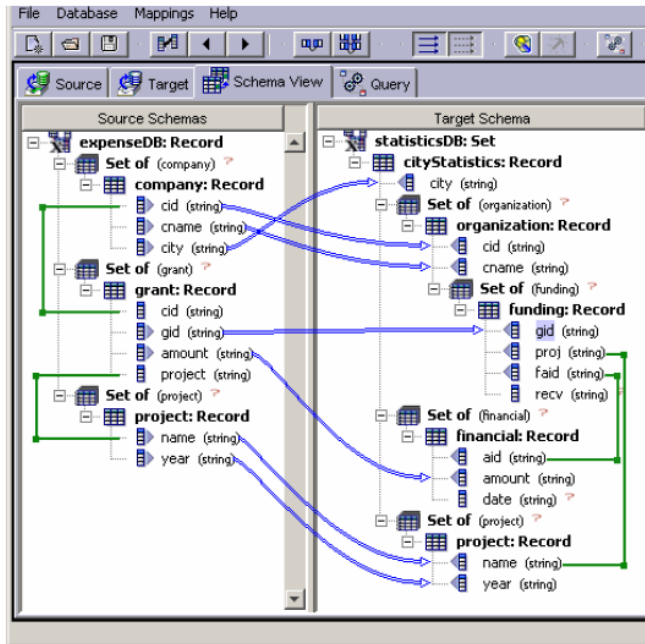 File Database Mappings Help
Source Target Schema View Query
Source Schemas
expenseDB: Record
Set of (company) ?
company: Record
cid (string)
cname (string)
city (string)
Set of (grant) ?
grant: Record
cid (string)
gid (string)
amount (string)
project (string)
Set of (project) ?
project: Record
name (string)
year (string)
Target Schema
statisticsDB: Set
cityStatistics: Record
city (string)
Set of (organization) ?
organization: Record
cid (string)
cname (string)
Set of (funding) ?
funding: Record
gid (string)
proj (string)
faid (string)
recv (string) ?
Set of (financial) ?
financial: Record
aid (string)
amount (string)
date (string) ?
Set of (project) ?
project: Record
name (string)
year (string)